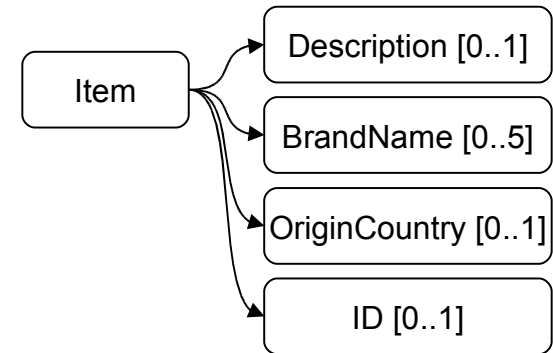 Item
Description [0..1]
BrandName [0..5]
OriginCountry [0..1]
ID [0..1]